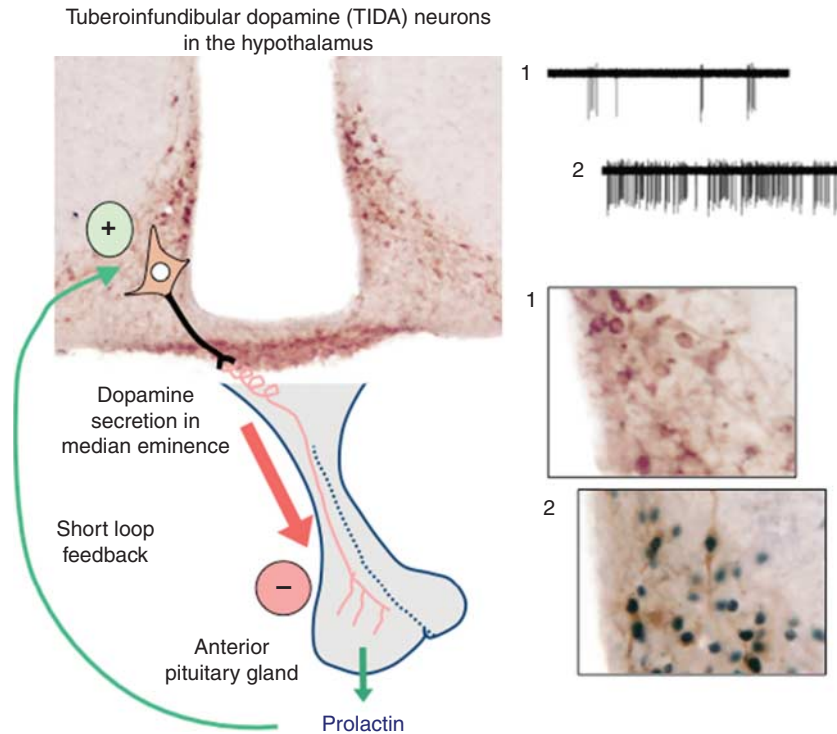 Tuberoinfundibular dopamine (TIDA) neurons
in the hypothalamus
+
Dopamine
secretion in
median eminence
Short loop
feedback
–
Anterior
pituitary gland
Prolactin
1
2
1
2